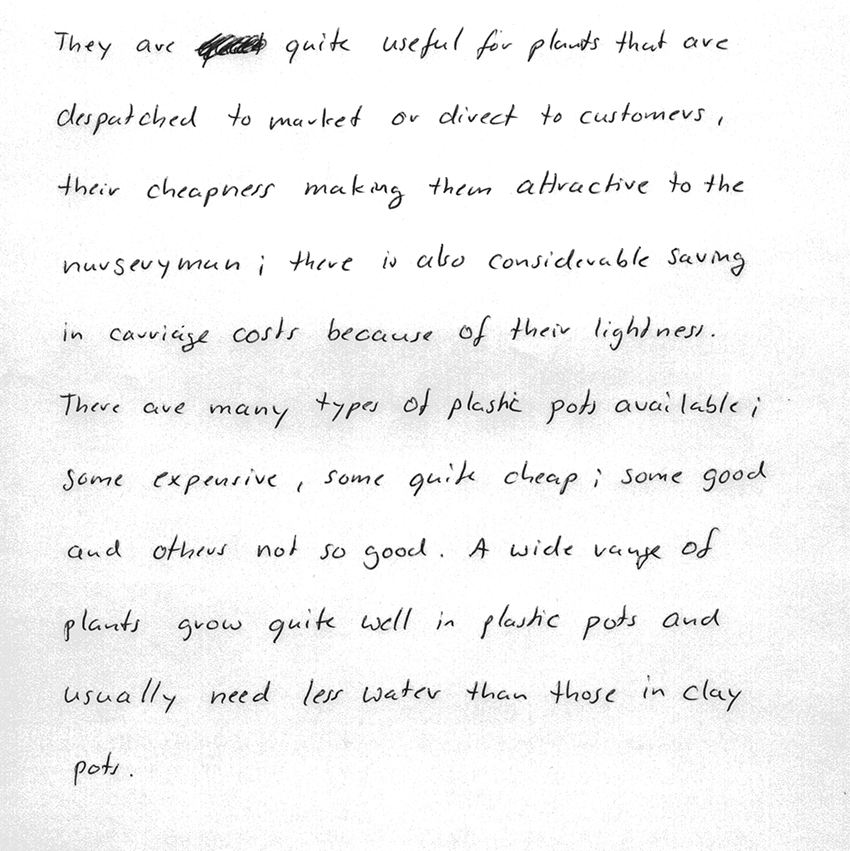 They are quite useful for plants that are
despatched to market or direct to customers,
their cheapness making them attractive to the
nurseryman; there is also considerable saving
in carriage costs because of their lightness.
There are many types of plastic pots available;
some expensive, some quite cheap; some good
and others not so good. A wide range of
plants grow quite well in plastic pots and
usually need less water than those in clay
pots.